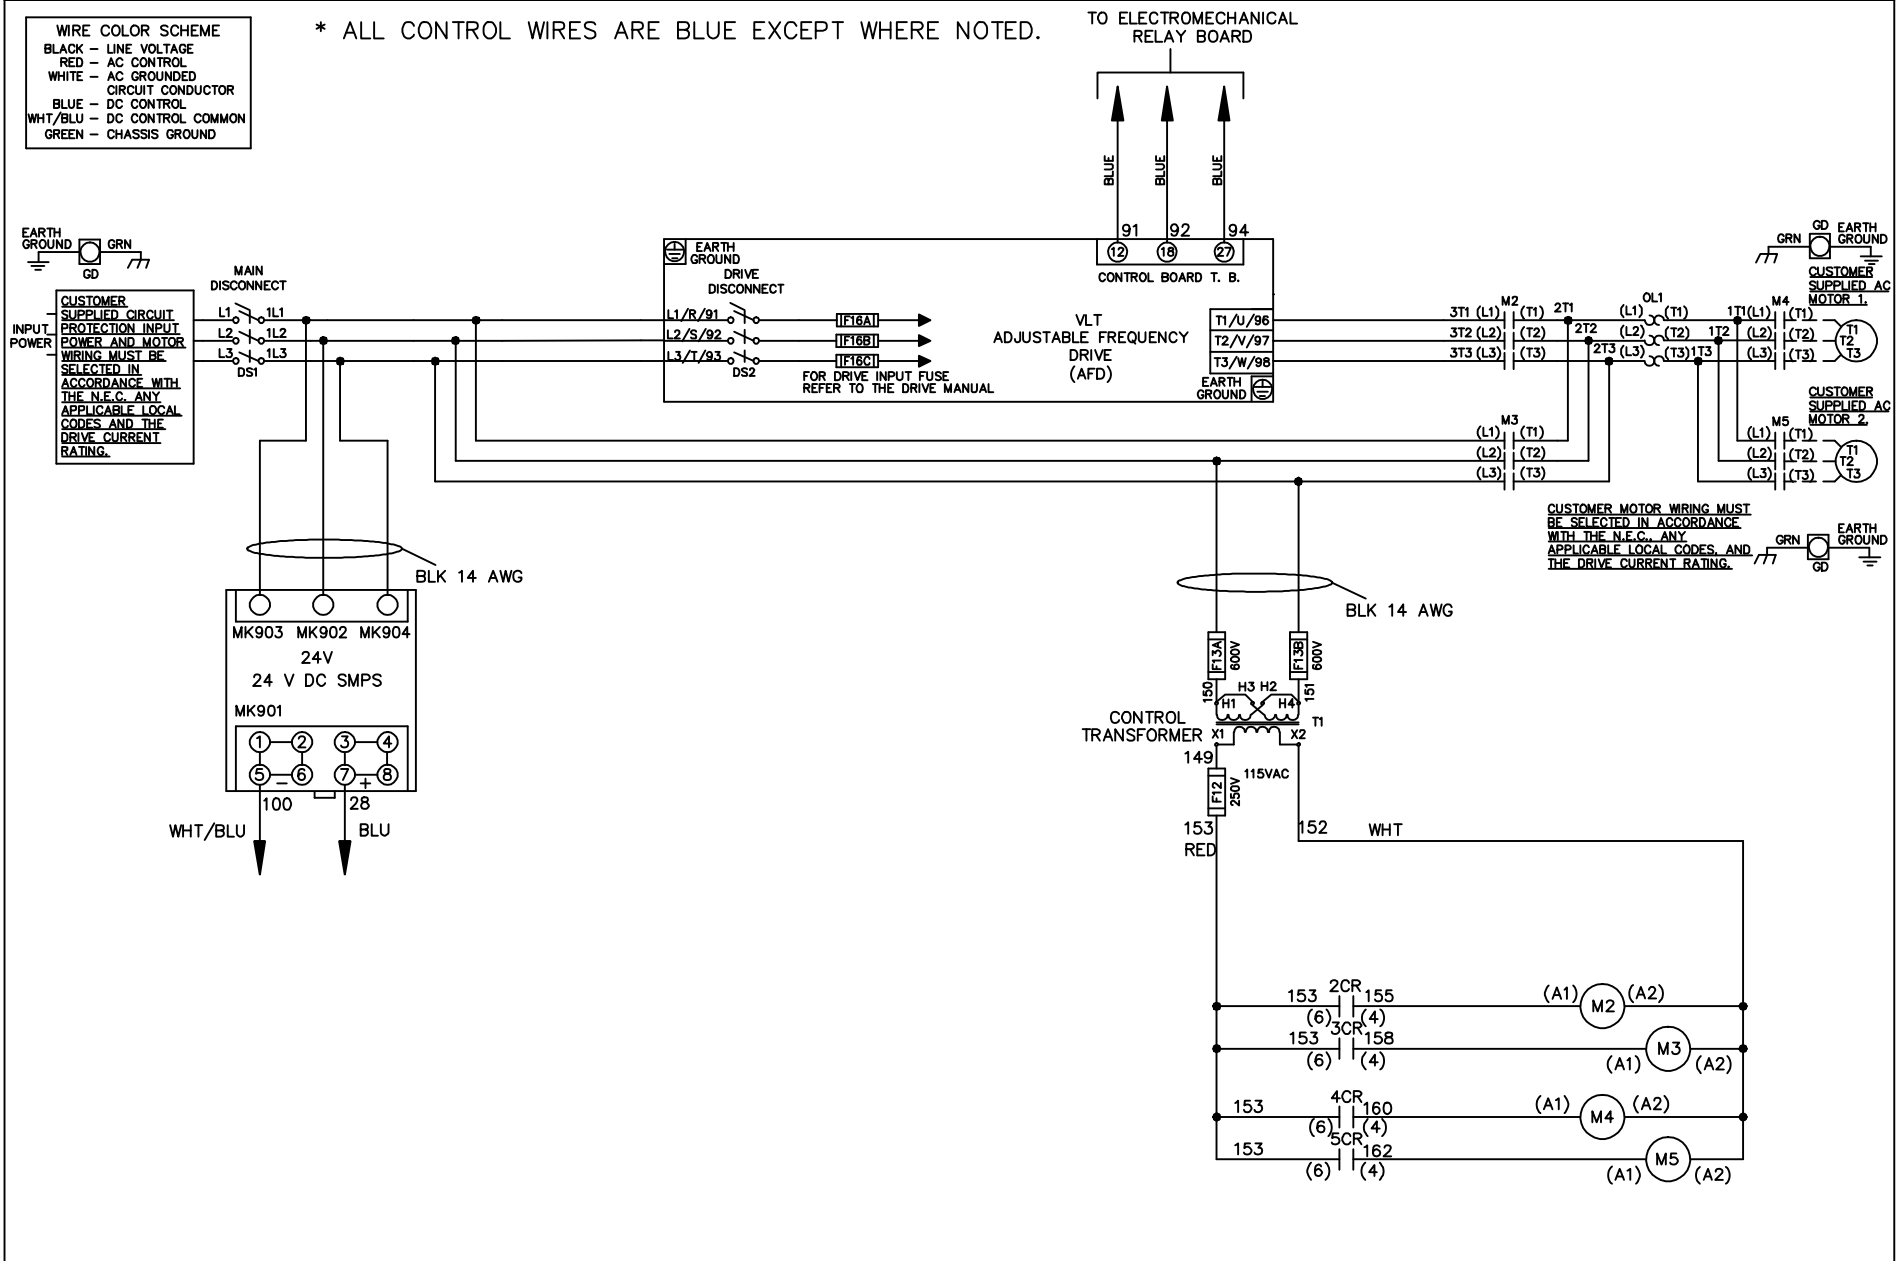 WIRE COLOR SCHEME
BLACK – LINE VOLTAGE
RED – AC CONTROL
WHITE – AC GROUNDED
CIRCUIT CONDUCTOR
BLUE – DC CONTROL
WHT/BLU – DC CONTROL COMMON
GREEN – CHASSIS GROUND
* ALL CONTROL WIRES ARE BLUE EXCEPT WHERE NOTED.
TO ELECTROMECHANICAL
RELAY BOARD
BLUE
BLUE
BLUE
91 92 94
12 18 27
CONTROL BOARD T. B.
EARTH
GROUND
GRN
GD
INPUT
POWER
CUSTOMER
SUPPLIED CIRCUIT
PROTECTION INPUT
POWER AND MOTOR
WIRING MUST BE
SELECTED IN
ACCORDANCE WITH
THE N.E.C. ANY
APPLICABLE LOCAL
CODES AND THE
DRIVE CURRENT
RATING.
MAIN
DISCONNECT
L1 1L1
L2 1L2
L3 1L3
DS1
EARTH
GROUND
DRIVE
DISCONNECT
L1/R/91
L2/S/92
L3/T/93
DS2
IF16A
IF16B
IF16C
FOR DRIVE INPUT FUSE
REFER TO THE DRIVE MANUAL
VLT
ADJUSTABLE FREQUENCY
DRIVE
(AFD)
T1/U/96
T2/V/97
T3/W/98
EARTH
GROUND
M2
3T1 (L1) (T1) 2T1
3T2 (L2) (T2) 2T2
3T3 (L3) (T3) 2T3
OL1
(L1) (T1) 1T1
(L2) (T2) 1T2
(L3) (T3) 1T3
M4
(L1) (T1)
(L2) (T2)
(L3) (T3)
T1
T2
T3
GRN
GD
EARTH
GROUND
CUSTOMER
SUPPLIED AC
MOTOR 1.
M3
(L1) (T1)
(L2) (T2)
(L3) (T3)
M5
(L1) (T1)
(L2) (T2)
(L3) (T3)
T1
T2
T3
CUSTOMER
SUPPLIED AC
MOTOR 2.
CUSTOMER MOTOR WIRING MUST
BE SELECTED IN ACCORDANCE
WITH THE N.E.C., ANY
APPLICABLE LOCAL CODES, AND
THE DRIVE CURRENT RATING.
GRN
GD
EARTH
GROUND
BLK 14 AWG
MK903 MK902 MK904
24V
24 V DC SMPS
MK901
1 2 3 4
5 – 6 7 + 8
100 28
WHT/BLU BLU
BLK 14 AWG
F13A
600V
F13B
600V
150
151
H3 H2
H1 H4
T1
CONTROL
TRANSFORMER
X1 X2
149
115VAC
F12
250V
153
RED
152 WHT
153 2CR 155 (A1) M2 (A2)
(6) (4)
153 3CR 158 M3
(6) (4) (A1) (A2)
153 4CR 160 (A1) M4 (A2)
(6) (4)
153 5CR 162 M5
(6) (4) (A1) (A2)